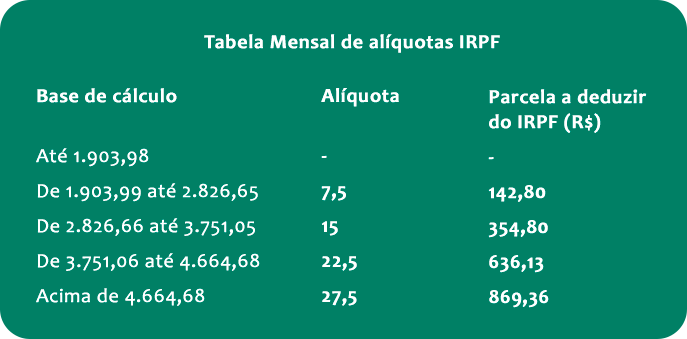 Tabela Mensal de alíquotas IRPF
Base de cálculo Alíquota Parcela a deduzir
do IRPF (R$)
Até 1.903,98 - -
De 1.903,99 até 2.826,65 7,5 142,80
De 2.826,66 até 3.751,05 15 354,80
De 3.751,06 até 4.664,68 22,5 636,13
Acima de 4.664,68 27,5 869,36